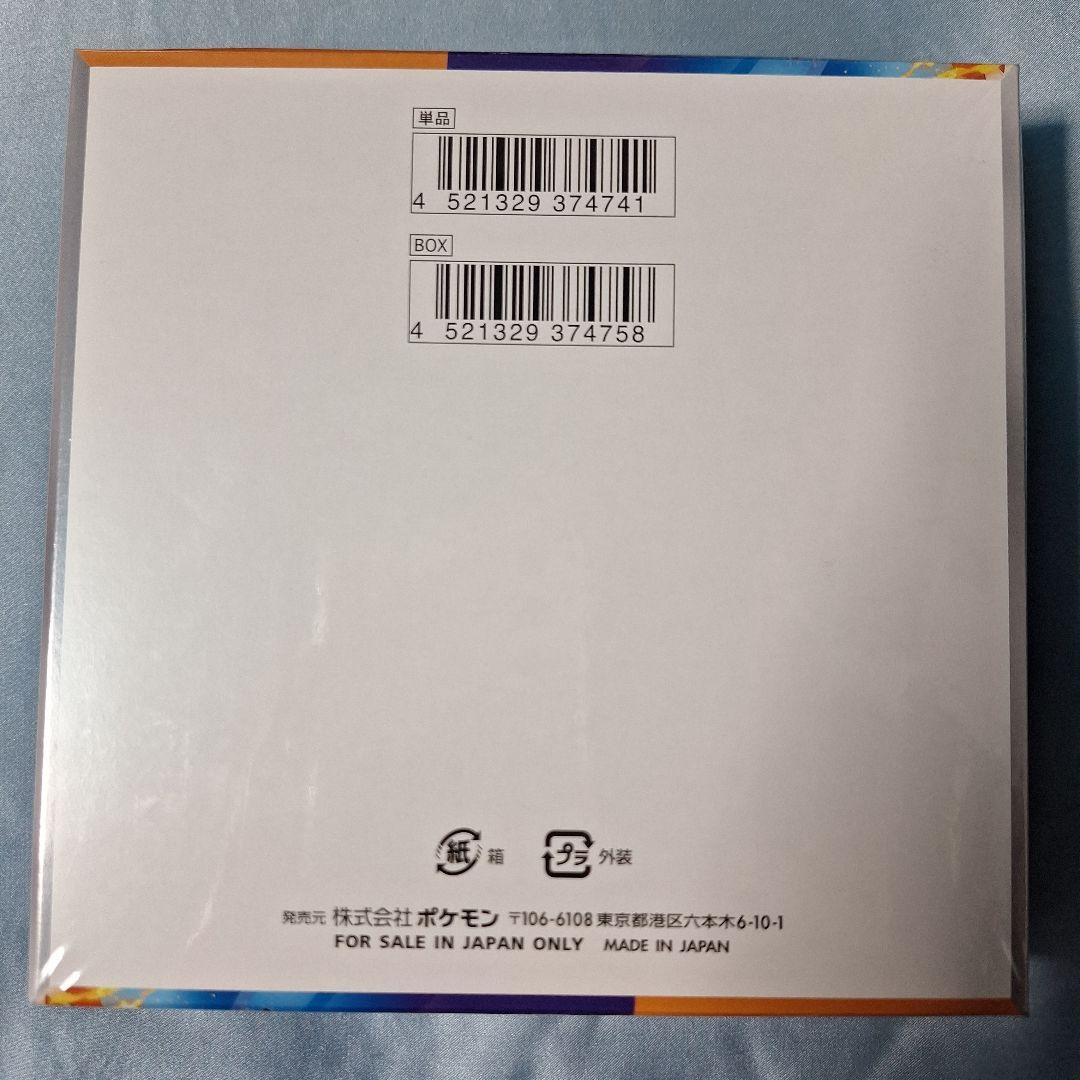 単品
4 521329 374741
BOX
4 521329 374758
紙 箱 プラ 外装
発売元 株式会社 ポケモン 〒106-6108 東京都港区六本木6-10-1
FOR SALE IN JAPAN ONLY MADE IN JAPAN